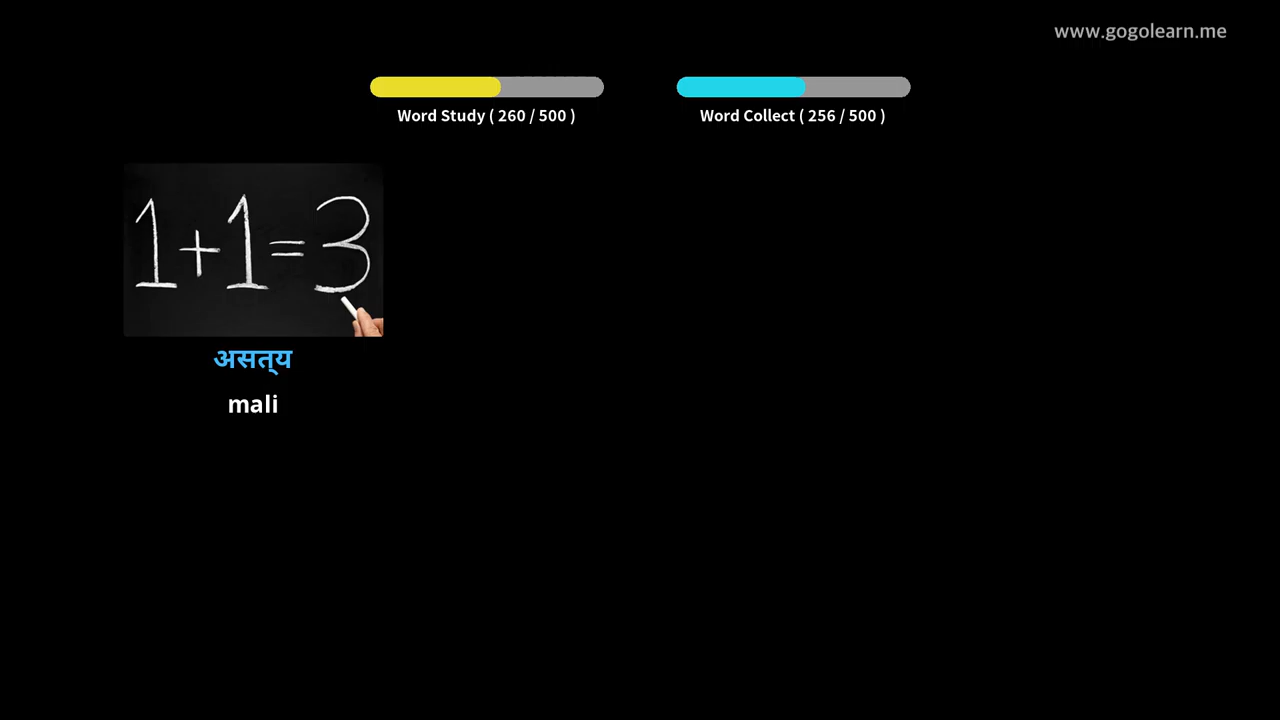 www.gogolearn.me
Word Study ( 260 / 500 )
Word Collect ( 256 / 500 )
1+1=3
असत्य
mali